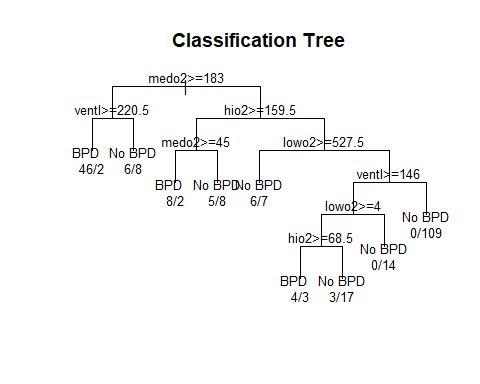 Classification Tree
medo2>=183
ventl>=220.5
hio2>=159.5
medo2>=45
lowo2>=527.5
BPD
46/2
No BPD
6/8
ventl>=146
BPD
8/2
No BPD
5/8
No BPD
6/7
lowo2>=4
No BPD
0/109
hio2>=68.5
No BPD
0/14
BPD
4/3
No BPD
3/17